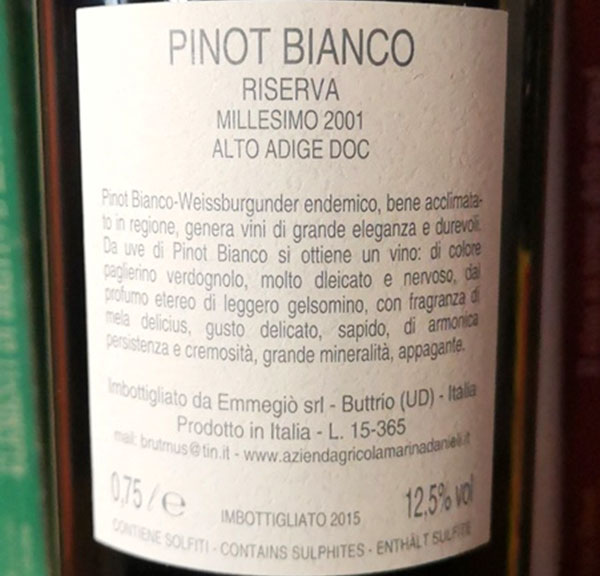 PINOT BIANCO
RISERVA
MILLESIMO 2001
ALTO ADIGE DOC
Pinot Bianco-Weissburgunder endemico, bene acclimata-
to in regione, genera vini di grande eleganza e durevoli.
Da uve di Pinot Bianco si ottiene un vino: di colore
paglierino verdognolo, molto dleicato e nervoso, dal
profumo etereo di leggero gelsomino, con fragranza di
mela delicius, gusto delicato, sapido, di armonica
persistenza e cremosità, grande mineralità, appagante.
Imbottigliato da Emmegiò srl - Buttrio (UD) - Italia
Prodotto in Italia - L. 15-365
mail: brutmus@tin.it - www.aziendagricolamarinadanieli.it
0,75 l e 12,5% vol
IMBOTTIGLIATO 2015
CONTIENE SOLFITI - CONTAINS SULPHITES - ENTHÄLT SULFITE